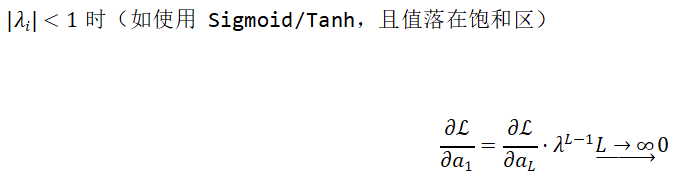 |λᵢ| < 1 时（如使用 Sigmoid/Tanh，且值落在饱和区）
∂ℒ/∂a₁ = ∂ℒ/∂a_L · λ^{L−1} L → ∞ 0